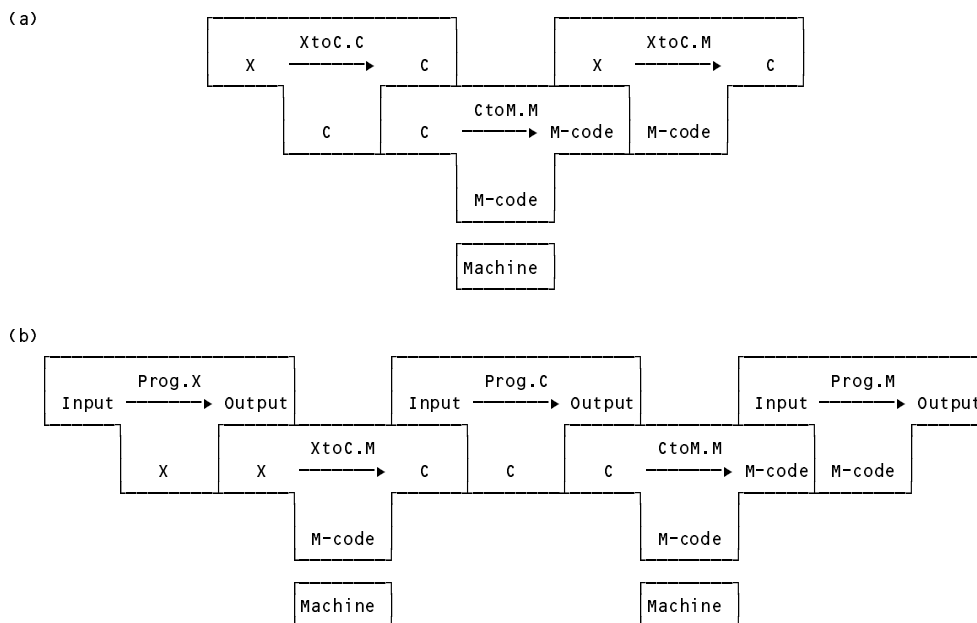 (a)
XtoC.C XtoC.M
X C X C
CtoM.M
C C M-code M-code
M-code
Machine
(b)
Prog.X Prog.C Prog.M
Input Output Input Output Input Output
XtoC.M CtoM.M
X X C C C M-code M-code
M-code M-code
Machine Machine